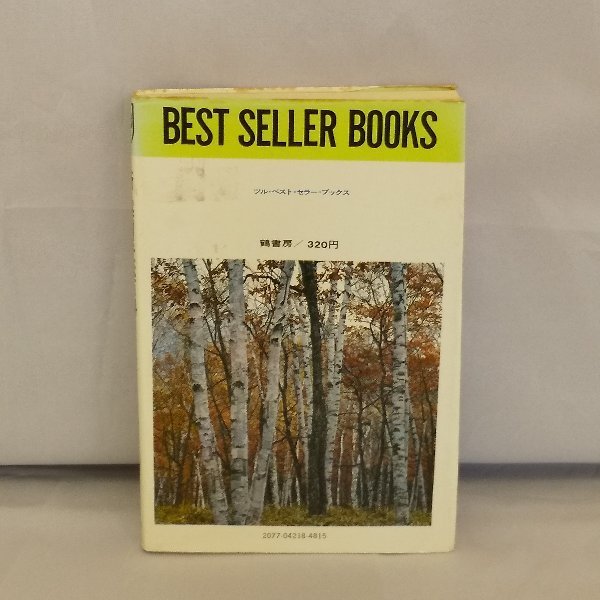 BEST SELLER BOOKS
ツル・ベスト・セラー・ブックス
鶴書房／320円
2077-04218-4815